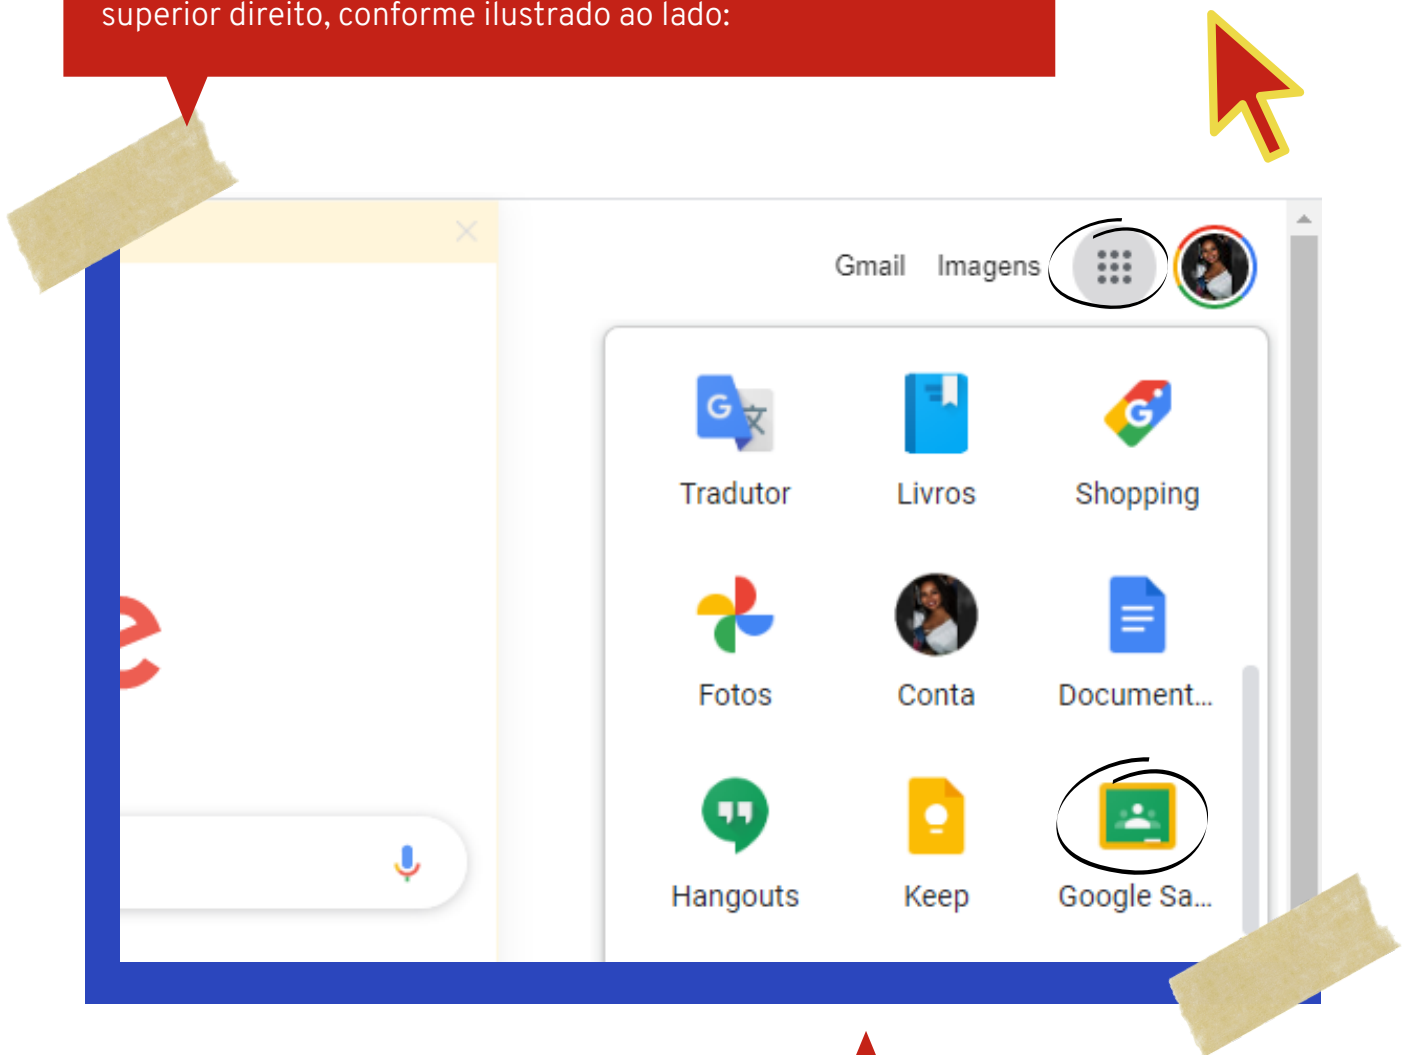 superior direito, conforme ilustrado ao lado:
Gmail Imagens
Tradutor Livros Shopping
Fotos Conta Document...
Hangouts Keep Google Sa...
e